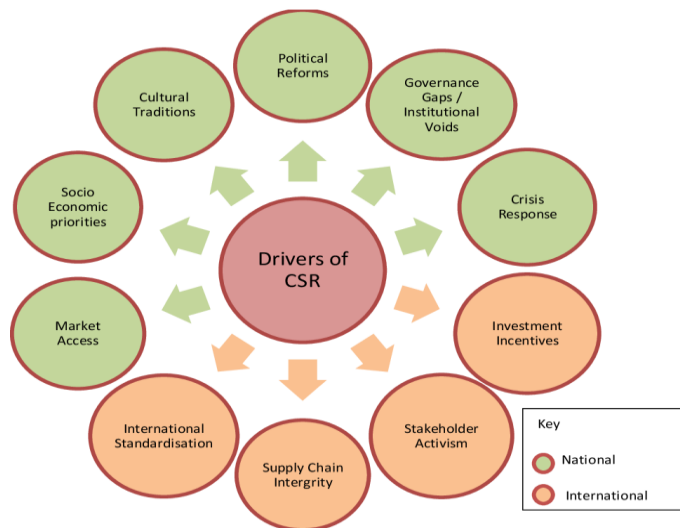 Political
Reforms
Governance
Gaps /
Institutional
Voids
Crisis
Response
Investment
Incentives
Stakeholder
Activism
Supply Chain
Intergrity
International
Standardisation
Market
Access
Socio
Economic
priorities
Cultural
Traditions
Drivers of
CSR
Key
National
International